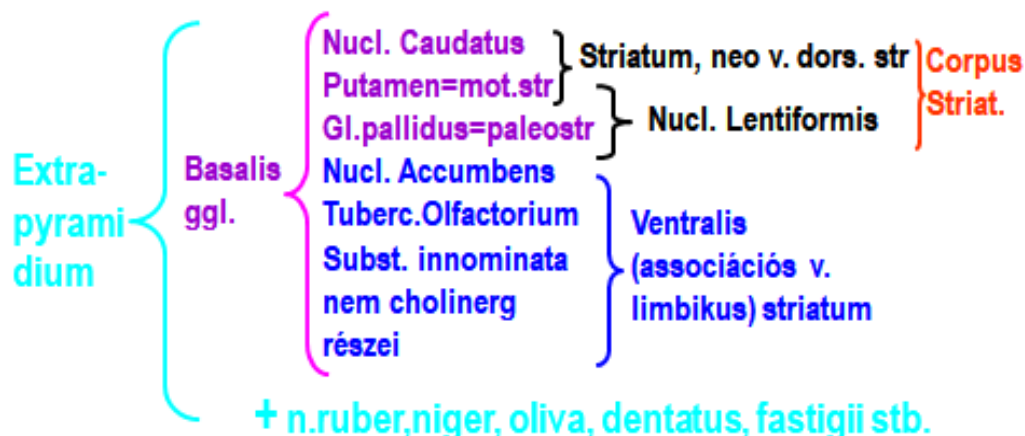 Nucl. Caudatus
Putamen=mot.str
Gl.pallidus=paleostr
Striatum, neo v. dors. str
Nucl. Lentiformis
Corpus
Striat.
Extra-
pyrami
dium
Basalis
ggl.
Nucl. Accumbens
Tuberc.Olfactorium
Subst. innominata
nem cholinerg
részei
Ventralis
(associációs v.
limbikus) striatum
+ n.ruber,niger, oliva, dentatus, fastigii stb.